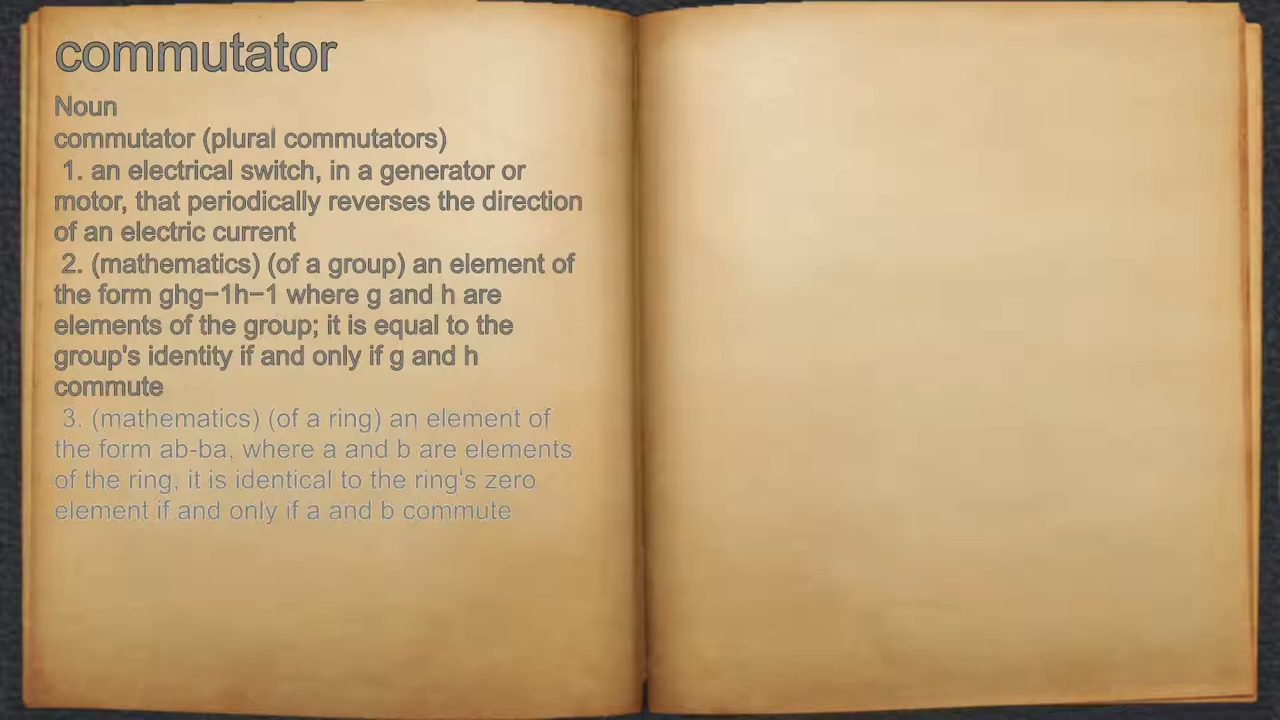 commutator
Noun
commutator (plural commutators)
1. an electrical switch, in a generator or
motor, that periodically reverses the direction
of an electric current
2. (mathematics) (of a group) an element of
the form ghg−1h−1 where g and h are
elements of the group; it is equal to the
group's identity if and only if g and h
commute
3. (mathematics) (of a ring) an element of
the form ab-ba, where a and b are elements
of the ring, it is identical to the ring's zero
element if and only if a and b commute